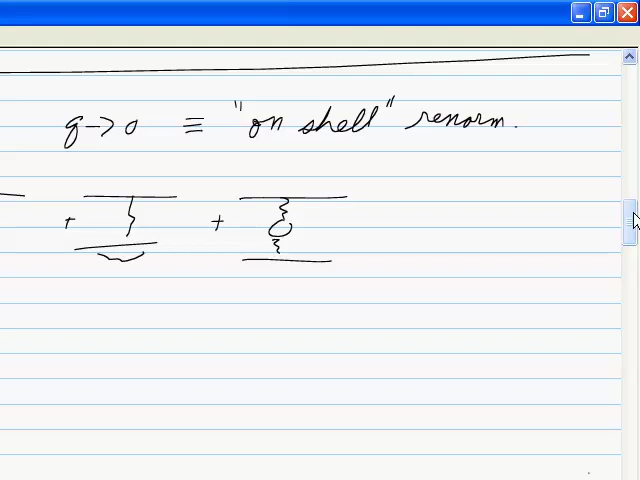 q → 0 ≡ "on shell" renorm.
+ +